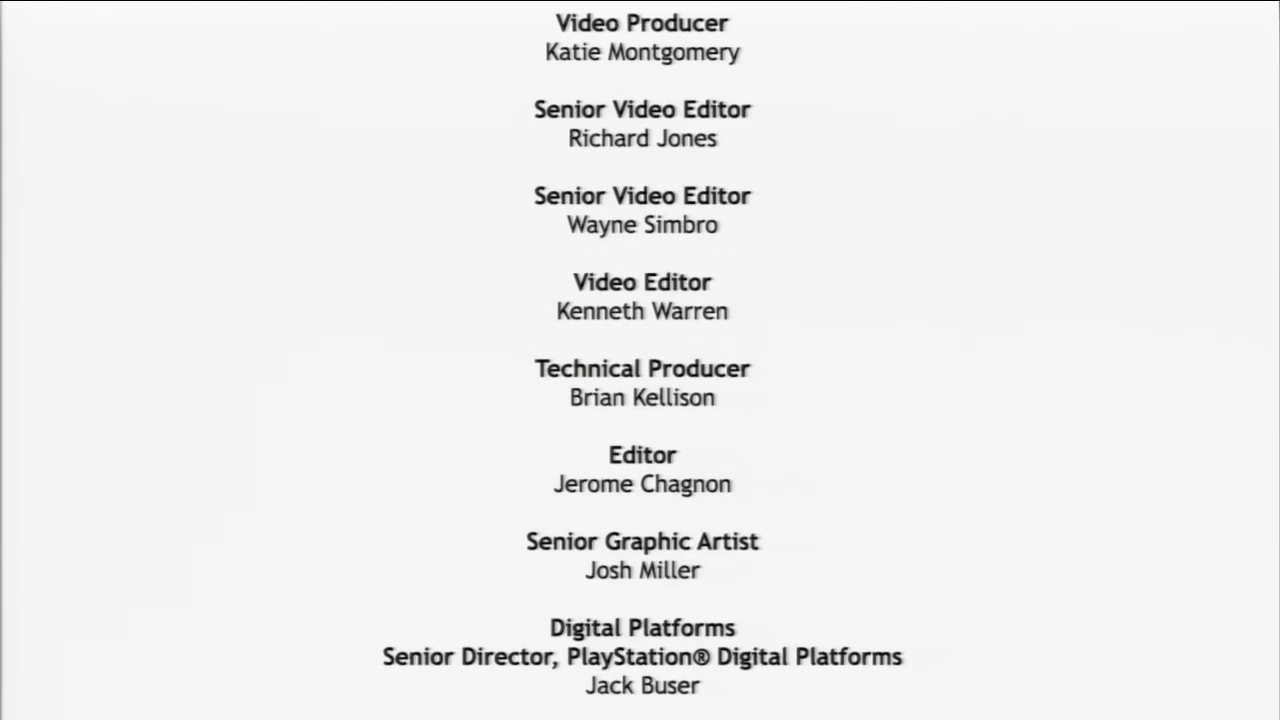 Video Producer
Katie Montgomery
Senior Video Editor
Richard Jones
Senior Video Editor
Wayne Simbro
Video Editor
Kenneth Warren
Technical Producer
Brian Kellison
Editor
Jerome Chagnon
Senior Graphic Artist
Josh Miller
Digital Platforms
Senior Director, PlayStation® Digital Platforms
Jack Buser